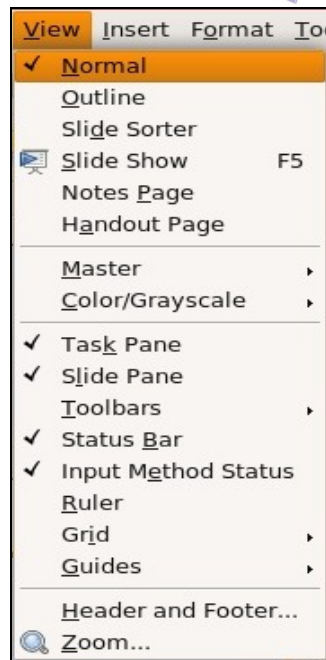 View Insert Format Too
Normal
Outline
Slide Sorter
Slide Show F5
Notes Page
Handout Page
Master
Color/Grayscale
Task Pane
Slide Pane
Toolbars
Status Bar
Input Method Status
Ruler
Grid
Guides
Header and Footer...
Zoom...